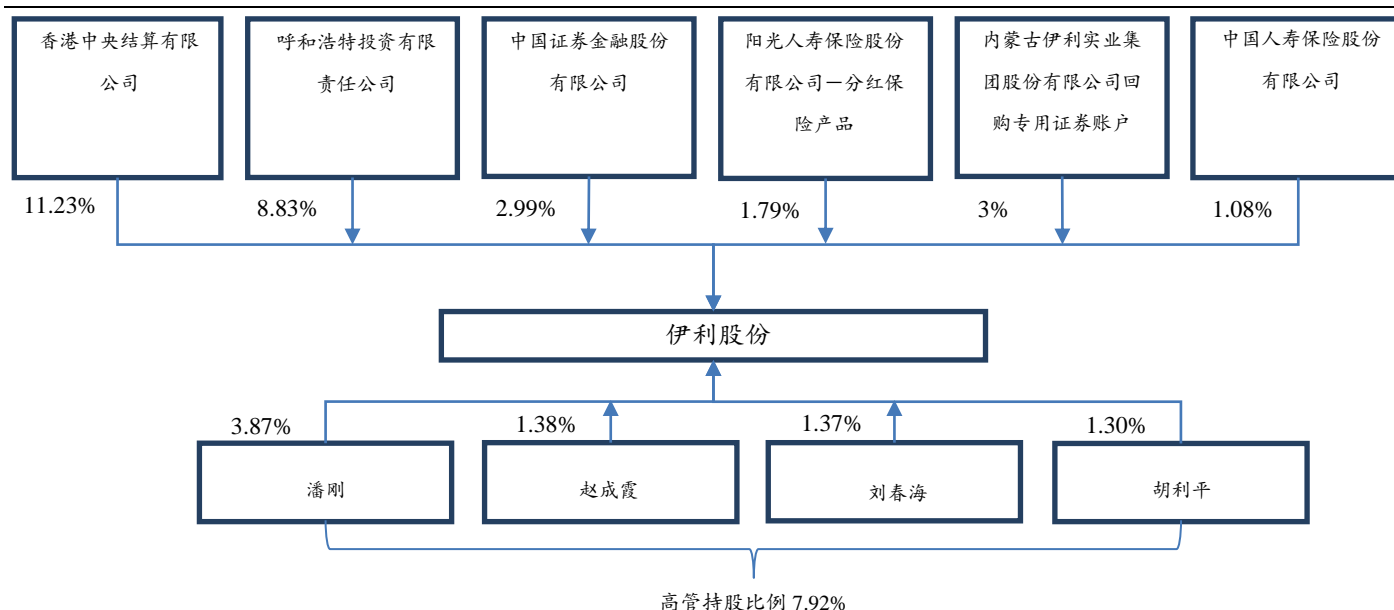 香港中央结算有限
公司
呼和浩特投资有限
责任公司
中国证券金融股份
有限公司
阳光人寿保险股份
有限公司－分红保
险产品
内蒙古伊利实业集
团股份有限公司回
购专用证券账户
中国人寿保险股份
有限公司
11.23%
8.83%
2.99%
1.79%
3%
1.08%
伊利股份
3.87%
1.38%
1.37%
1.30%
潘刚
赵成霞
刘春海
胡利平
高管持股比例 7.92%